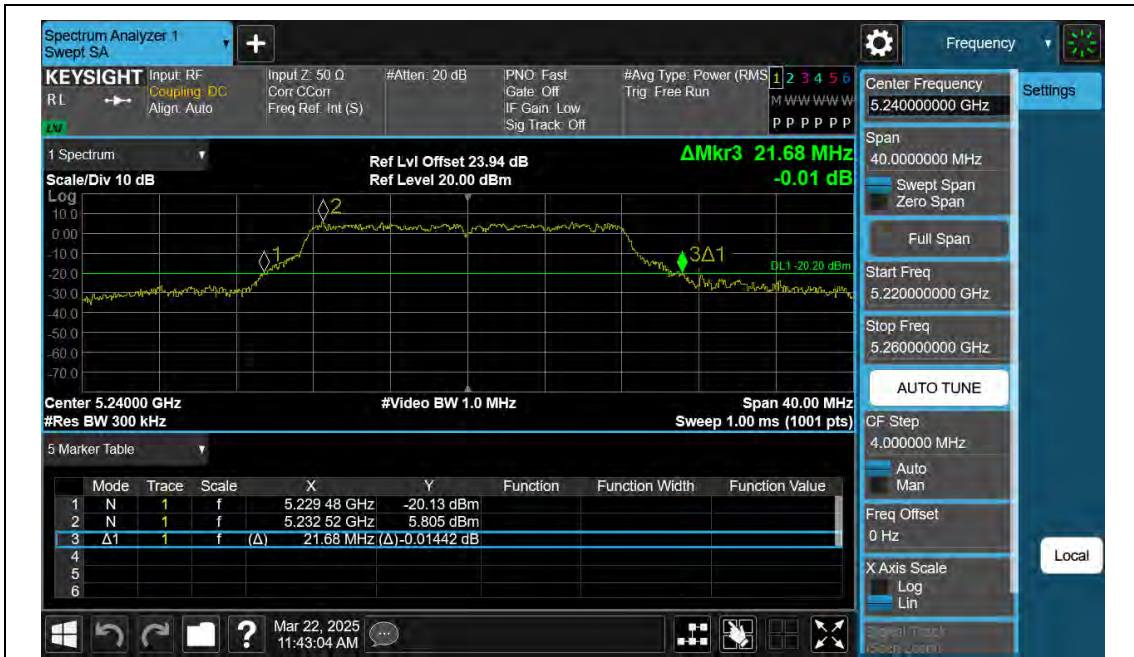 Spectrum Analyzer 1
Swept SA
+
Frequency
KEYSIGHT
RL
LXI
Input: RF
Coupling: DC
Align: Auto
Input Z: 50 Ω
Corr CCorr
Freq Ref: Int (S)
#Atten: 20 dB
PNO: Fast
Gate: Off
IF Gain: Low
Sig Track: Off
#Avg Type: Power (RMS
Trig: Free Run
1 2 3 4 5 6
M W W W W W
P P P P P P
Center Frequency
5.240000000 GHz
Settings
Span
40.0000000 MHz
Swept Span
Zero Span
Full Span
Start Freq
5.220000000 GHz
Stop Freq
5.260000000 GHz
AUTO TUNE
CF Step
4.000000 MHz
Auto
Man
Freq Offset
0 Hz
X Axis Scale
Log
Lin
Signal Track
(Span Zoom)
Local
1 Spectrum
Scale/Div 10 dB
Ref Lvl Offset 23.94 dB
Ref Level 20.00 dBm
ΔMkr3 21.68 MHz
-0.01 dB
Log
10.0
0.00
-10.0
-20.0
-30.0
-40.0
-50.0
-60.0
-70.0
2
1
3Δ1
DL1 -20.20 dBm
Center 5.24000 GHz
#Video BW 1.0 MHz
Span 40.00 MHz
#Res BW 300 kHz
Sweep 1.00 ms (1001 pts)
5 Marker Table
Mode Trace Scale X Y Function Function Width Function Value
1 N 1 f 5.229 48 GHz -20.13 dBm
2 N 1 f 5.232 52 GHz 5.805 dBm
3 Δ1 1 f (Δ) 21.68 MHz (Δ)-0.01442 dB
4
5
6
?
Mar 22, 2025
11:43:04 AM